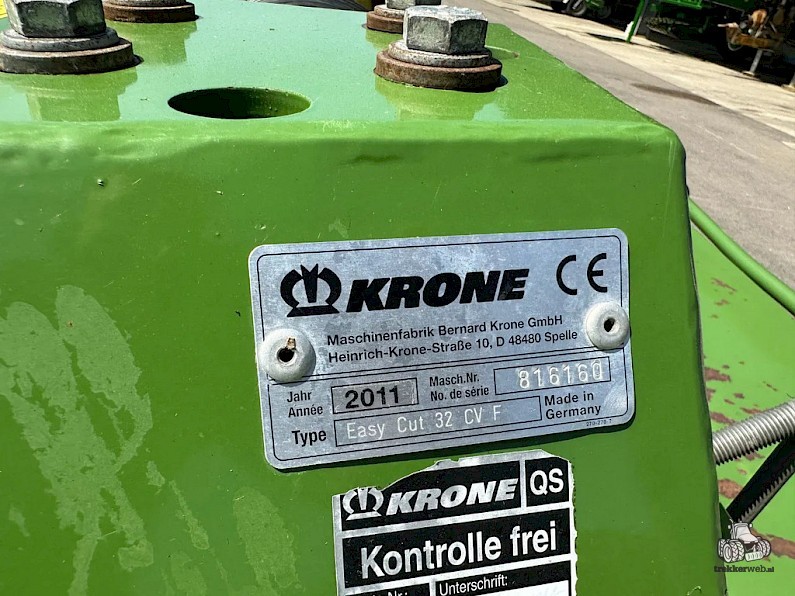 KRONE CE
Maschinenfabrik Bernard Krone GmbH
Heinrich-Krone-Straße 10, D 48480 Spelle
Jahr
Année
2011
Masch.Nr.
No. de série
816160
Type
Easy Cut 32 CV F
Made in
Germany
KRONE QS
Kontrolle frei
Nr.:
Unterschrift:
trekkerweb.nl